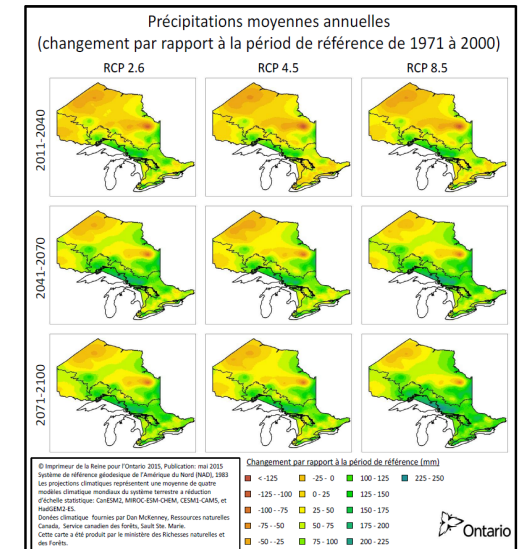 Précipitations moyennes annuelles
(changement par rapport à la période de référence de 1971 à 2000)
RCP 2.6 RCP 4.5 RCP 8.5
2011-2040
2041-2070
2071-2100
© Imprimeur de la Reine pour l'Ontario 2015, Publication: mai 2015
Système de référence géodesique de l'Amérique du Nord (NAD), 1983
Les projections climatiques représentent une moyenne de quatre
modèles climatique mondiaux du système terrestre a réduction
d'échelle statistique: CanESM2, MIROC-ESM-CHEM, CESM1-CAM5, et
HadGEM2-ES.
Donées climatique fournies par Dan McKenney, Ressources naturelles
Canada, Service canadien des forêts, Sault Ste. Marie.
Cette carte a été produit par le ministère des Richesses naturelles et
des Forêts.
Changement par rapport à la période de référence (mm)
< -125 -25 - 0 100 - 125 225 - 250
-125 - -100 0 - 25 125 - 150
-100 - -75 25 - 50 150 - 175
-75 - -50 50 - 75 175 - 200
-50 - -25 75 - 100 200 - 225
Ontario